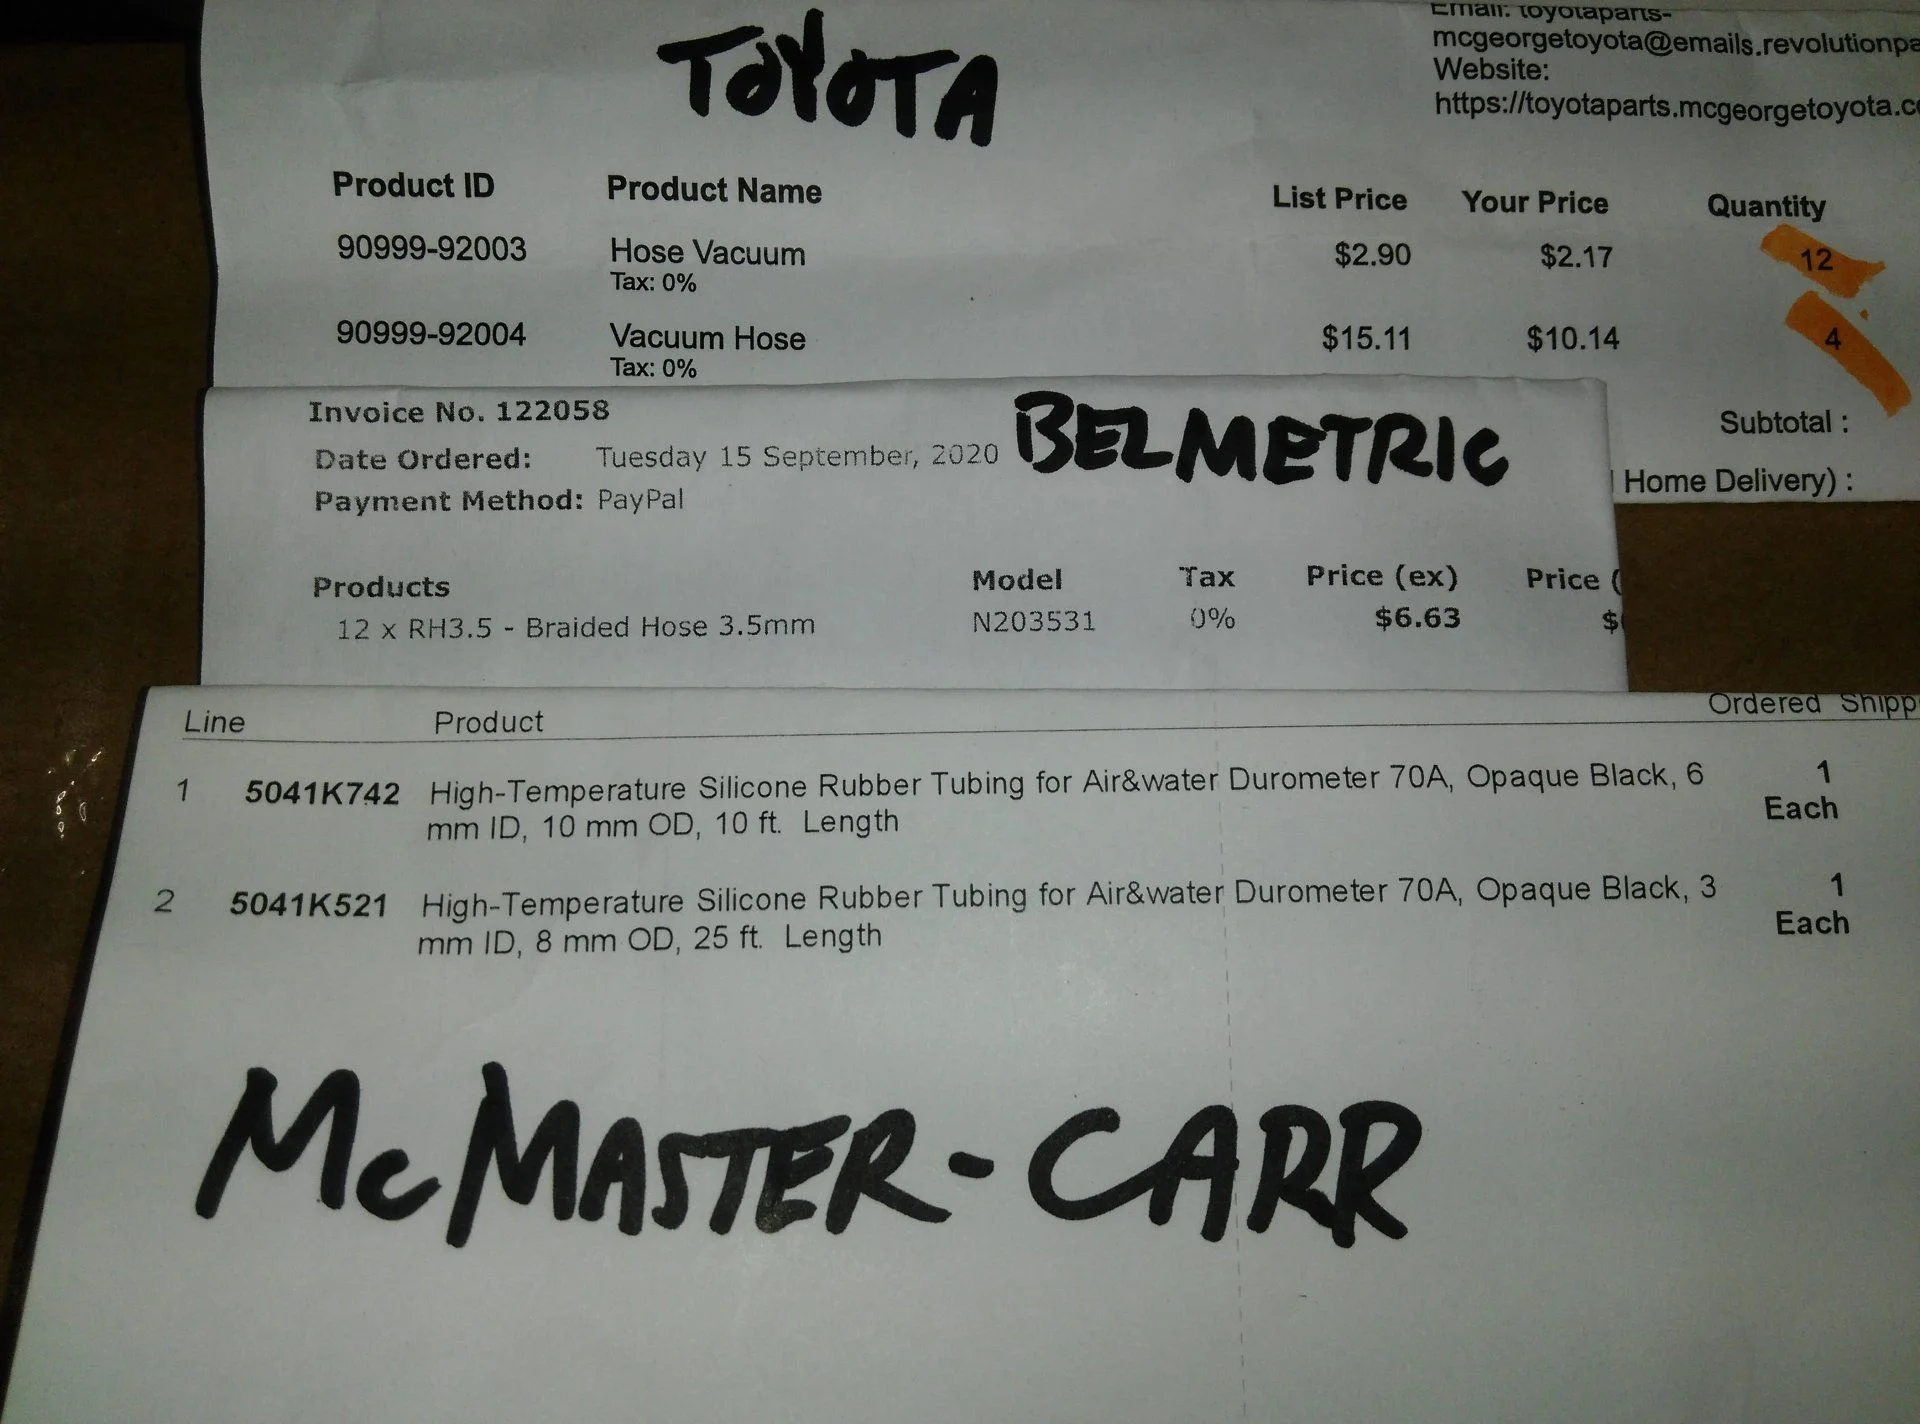 TOYOTA
Email: toyotaparts-
mcgeorgetoyota@emails.revolutionpa
Website:
https://toyotaparts.mcgeorgetoyota.co
Product ID Product Name List Price Your Price Quantity
90999-92003 Hose Vacuum $2.90 $2.17 12
Tax: 0%
90999-92004 Vacuum Hose $15.11 $10.14 4
Tax: 0%
Subtotal :
Home Delivery) :
BELMETRIC
Invoice No. 122058
Date Ordered: Tuesday 15 September, 2020
Payment Method: PayPal
Products Model Tax Price (ex) Price (
12 x RH3.5 - Braided Hose 3.5mm N203531 0% $6.63 $
Line Product Ordered Shipp
1 5041K742 High-Temperature Silicone Rubber Tubing for Air&water Durometer 70A, Opaque Black, 6 1
mm ID, 10 mm OD, 10 ft. Length Each
2 5041K521 High-Temperature Silicone Rubber Tubing for Air&water Durometer 70A, Opaque Black, 3 1
mm ID, 8 mm OD, 25 ft. Length Each
McMASTER-CARR